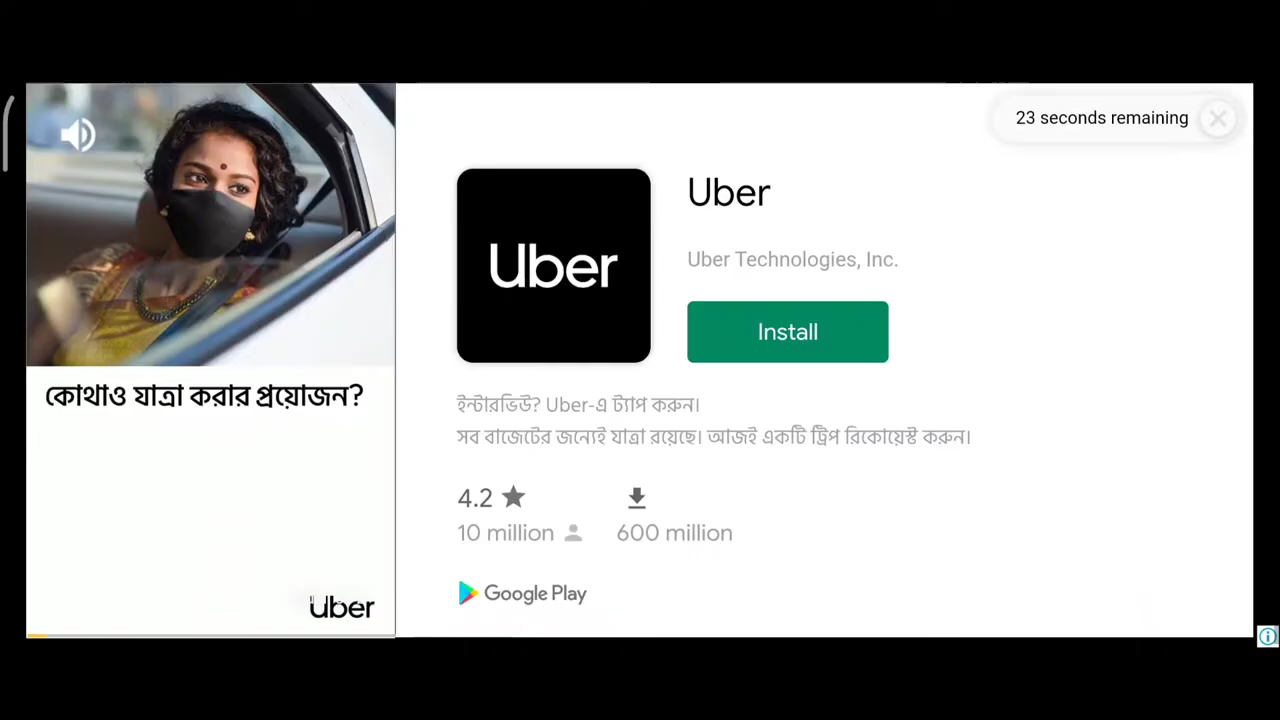 23 seconds remaining
Uber
Uber
Uber Technologies, Inc.
Install
কোথাও যাত্রা করার প্রয়োজন?
ইন্টারভিউ? Uber-এ ট্যাপ করুন।
সব বাজেটের জন্যেই যাত্রা রয়েছে। আজই একটি ট্রিপ রিকোয়েস্ট করুন।
4.2
10 million
600 million
Google Play
Uber